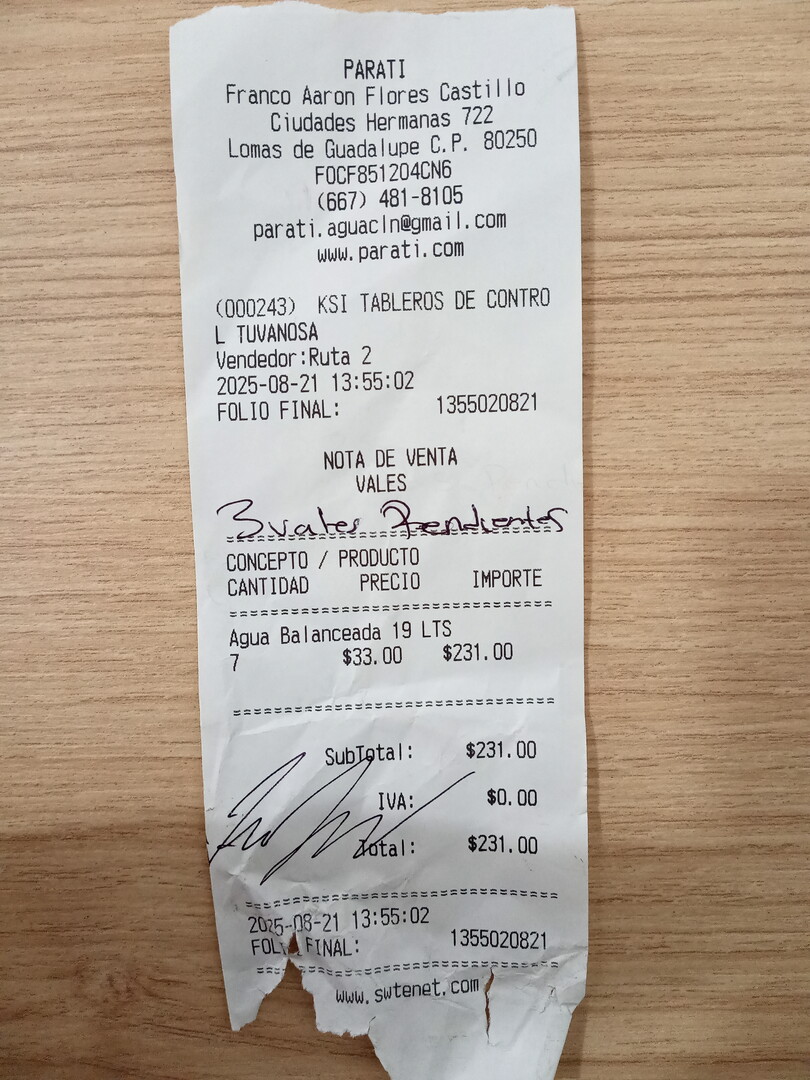 PARATI
Franco Aaron Flores Castillo
Ciudades Hermanas 722
Lomas de Guadalupe C.P. 80250
FOCF851204CN6
(667) 481-8105
parati.aguacln@gmail.com
www.parati.com
(000243) KSI TABLEROS DE CONTRO
L TUVANOSA
Vendedor:Ruta 2
2025-08-21 13:55:02
FOLIO FINAL: 1355020821
NOTA DE VENTA
VALES
3 vales Pendientes
CONCEPTO / PRODUCTO
CANTIDAD PRECIO IMPORTE
Agua Balanceada 19 LTS
7 $33.00 $231.00
SubTotal: $231.00
IVA: $0.00
Total: $231.00
2025-08-21 13:55:02
FOLI FINAL: 1355020821
www.swtenet.com